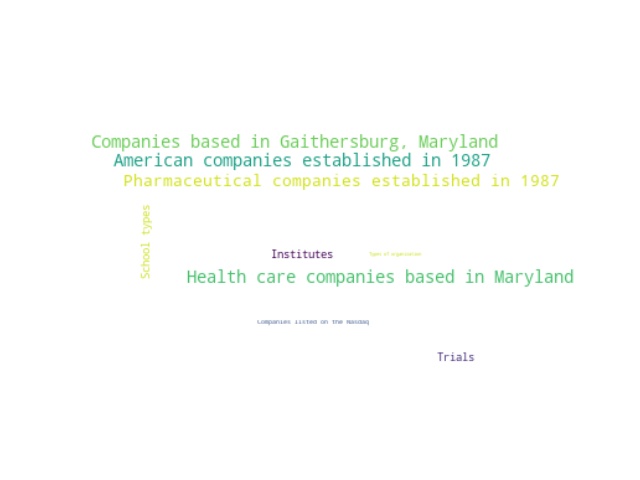 Companies based in Gaithersburg, Maryland
American companies established in 1987
Pharmaceutical companies established in 1987
School types
Institutes
Types of organization
Health care companies based in Maryland
Companies listed on the Nasdaq
Trials